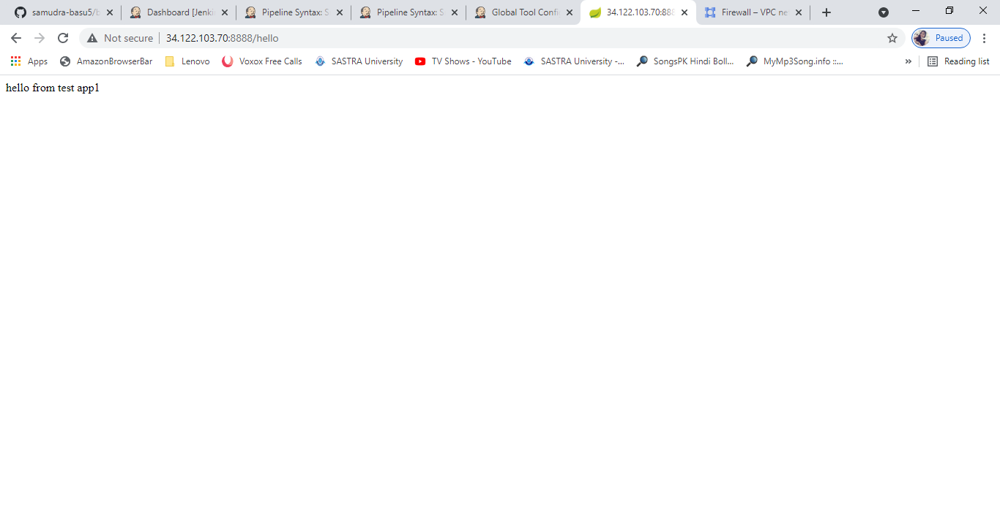 samudra-basu5/b
Dashboard [Jenki
Pipeline Syntax: S
Pipeline Syntax: S
Global Tool Confi
34.122.103.70:888
Firewall – VPC ne
Not secure
34.122.103.70:8888/hello
Paused
Apps
AmazonBrowserBar
Lenovo
Voxox Free Calls
SASTRA University
TV Shows - YouTube
SASTRA University -...
SongsPK Hindi Boll...
MyMp3Song.info ::...
»
Reading list
hello from test app1